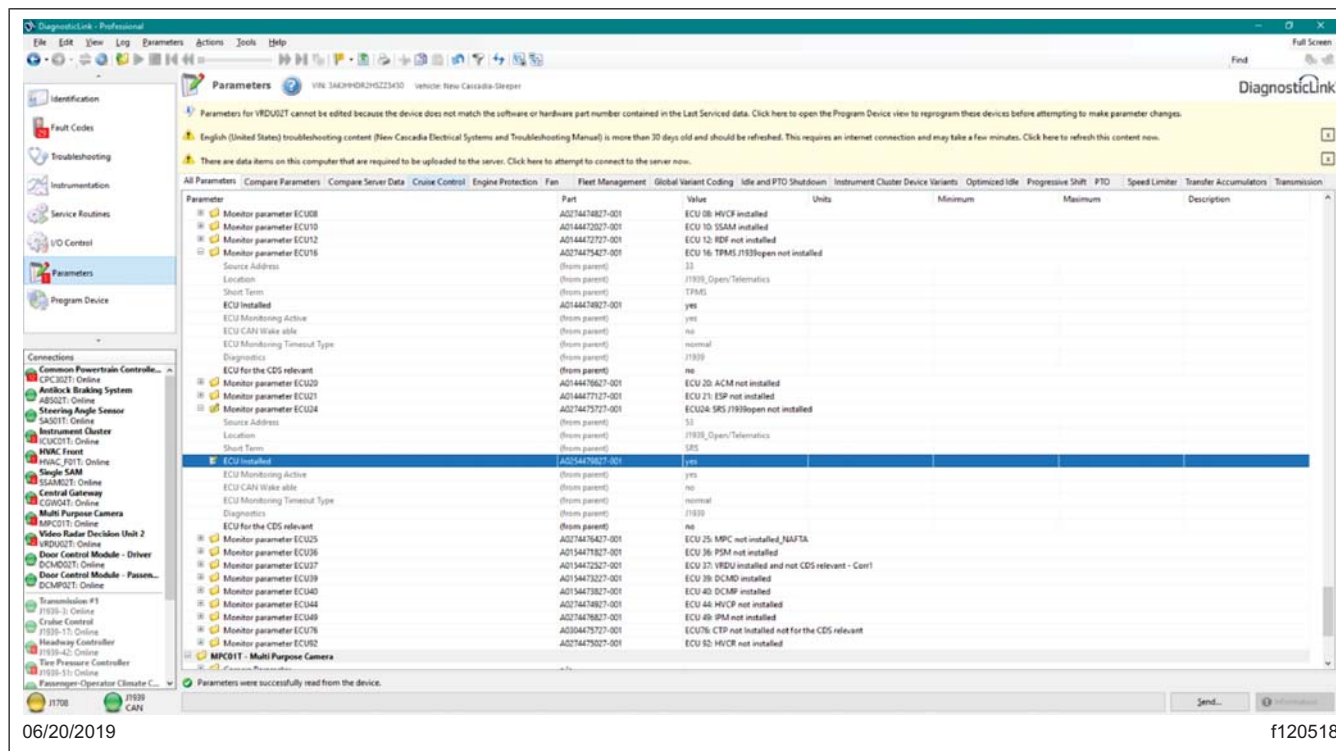 DiagnosticLink - Professional
File Edit View Log Parameters Actions Tools Help Full Screen
Find
Parameters VIN: Vehicle: New Cascadia-Sleeper DiagnosticLink
Parameters for VRDU02T cannot be edited because the device does not match the software or hardware part number contained in the Last Serviced data. Click here to open the Program Device view to reprogram these devices before attempting to make parameter changes.
English (United States) troubleshooting content (New Cascadia Electrical Systems and Troubleshooting Manual) is more than 30 days old and should be refreshed. This requires an internet connection and may take a few minutes. Click here to refresh this content now.
There are data items on this computer that are required to be uploaded to the server. Click here to attempt to connect to the server now.
Identification
Fault Codes
Troubleshooting
Instrumentation
Service Routines
I/O Control
Parameters
Program Device
All Parameters Compare Parameters Compare Server Data Cruise Control Engine Protection Fan Fleet Management Global Variant Coding Idle and PTO Shutdown Instrument Cluster Device Variants Optimized Idle Progressive Shift PTO Speed Limiter Transfer Accumulators Transmission
Parameter Part Value Units Minimum Maximum Description
Monitor parameter ECU08 A0274474827-001 ECU 08: HVCF installed
Monitor parameter ECU10 A0144472027-001 ECU 10: SSAM installed
Monitor parameter ECU12 A0144472727-001 ECU 12: RDF not installed
Monitor parameter ECU16 A0274475427-001 ECU 16: TPMS J1939open not installed
Source Address (from parent) 33
Location (from parent) J1939_Open/Telematics
Short Term (from parent) TPMS
ECU Installed A0144474927-001 yes
ECU Monitoring Active (from parent) yes
ECU CAN Wake able (from parent) no
ECU Monitoring Timeout Type (from parent) normal
Diagnostics (from parent) J1939
ECU for the CDS relevant (from parent) no
Monitor parameter ECU20 A0144476627-001 ECU 20: ACM not installed
Monitor parameter ECU21 A0144477127-001 ECU 21: ESP not installed
Monitor parameter ECU24 A0274475727-001 ECU24: SRS J1939open not installed
Source Address (from parent) 53
Location (from parent) J1939_Open/Telematics
Short Term (from parent) SRS
ECU Installed A0254479827-001 yes
ECU Monitoring Active (from parent) yes
ECU CAN Wake able (from parent) no
ECU Monitoring Timeout Type (from parent) normal
Diagnostics (from parent) J1939
ECU for the CDS relevant (from parent) no
Monitor parameter ECU25 A0274476427-001 ECU 25: MPC not installed_NAFTA
Monitor parameter ECU36 A0154471827-001 ECU 36: PSM not installed
Monitor parameter ECU37 A0154472527-001 ECU 37: VRDU installed and not CDS relevant - Corr1
Monitor parameter ECU39 A0154473227-001 ECU 39: DCMD installed
Monitor parameter ECU40 A0154473827-001 ECU 40: DCMP installed
Monitor parameter ECU44 A0274474927-001 ECU 44: HVCP not installed
Monitor parameter ECU49 A0274476827-001 ECU 49: IPM not installed
Monitor parameter ECU76 A0304475727-001 ECU76: CTP not Installed not for the CDS relevant
Monitor parameter ECU92 A0274475027-001 ECU 92: HVCR not installed
MPC01T - Multi Purpose Camera
Connections
Common Powertrain Controlle...
CPC302T: Online
Antilock Braking System
ABS02T: Online
Steering Angle Sensor
SAS01T: Online
Instrument Cluster
ICUC01T: Online
HVAC Front
HVAC_F01T: Online
Single SAM
SSAM02T: Online
Central Gateway
CGW04T: Online
Multi Purpose Camera
MPC01T: Online
Video Radar Decision Unit 2
VRDU02T: Online
Door Control Module - Driver
DCMD02T: Online
Door Control Module - Passen...
DCMP02T: Online
Transmission #1
J1939-3: Online
Cruise Control
J1939-17: Online
Headway Controller
J1939-42: Online
Tire Pressure Controller
J1939-51: Online
Passenger-Operator Climate C...
Parameters were successfully read from the device.
J1708 J1939 CAN Send... Information
06/20/2019 f120518